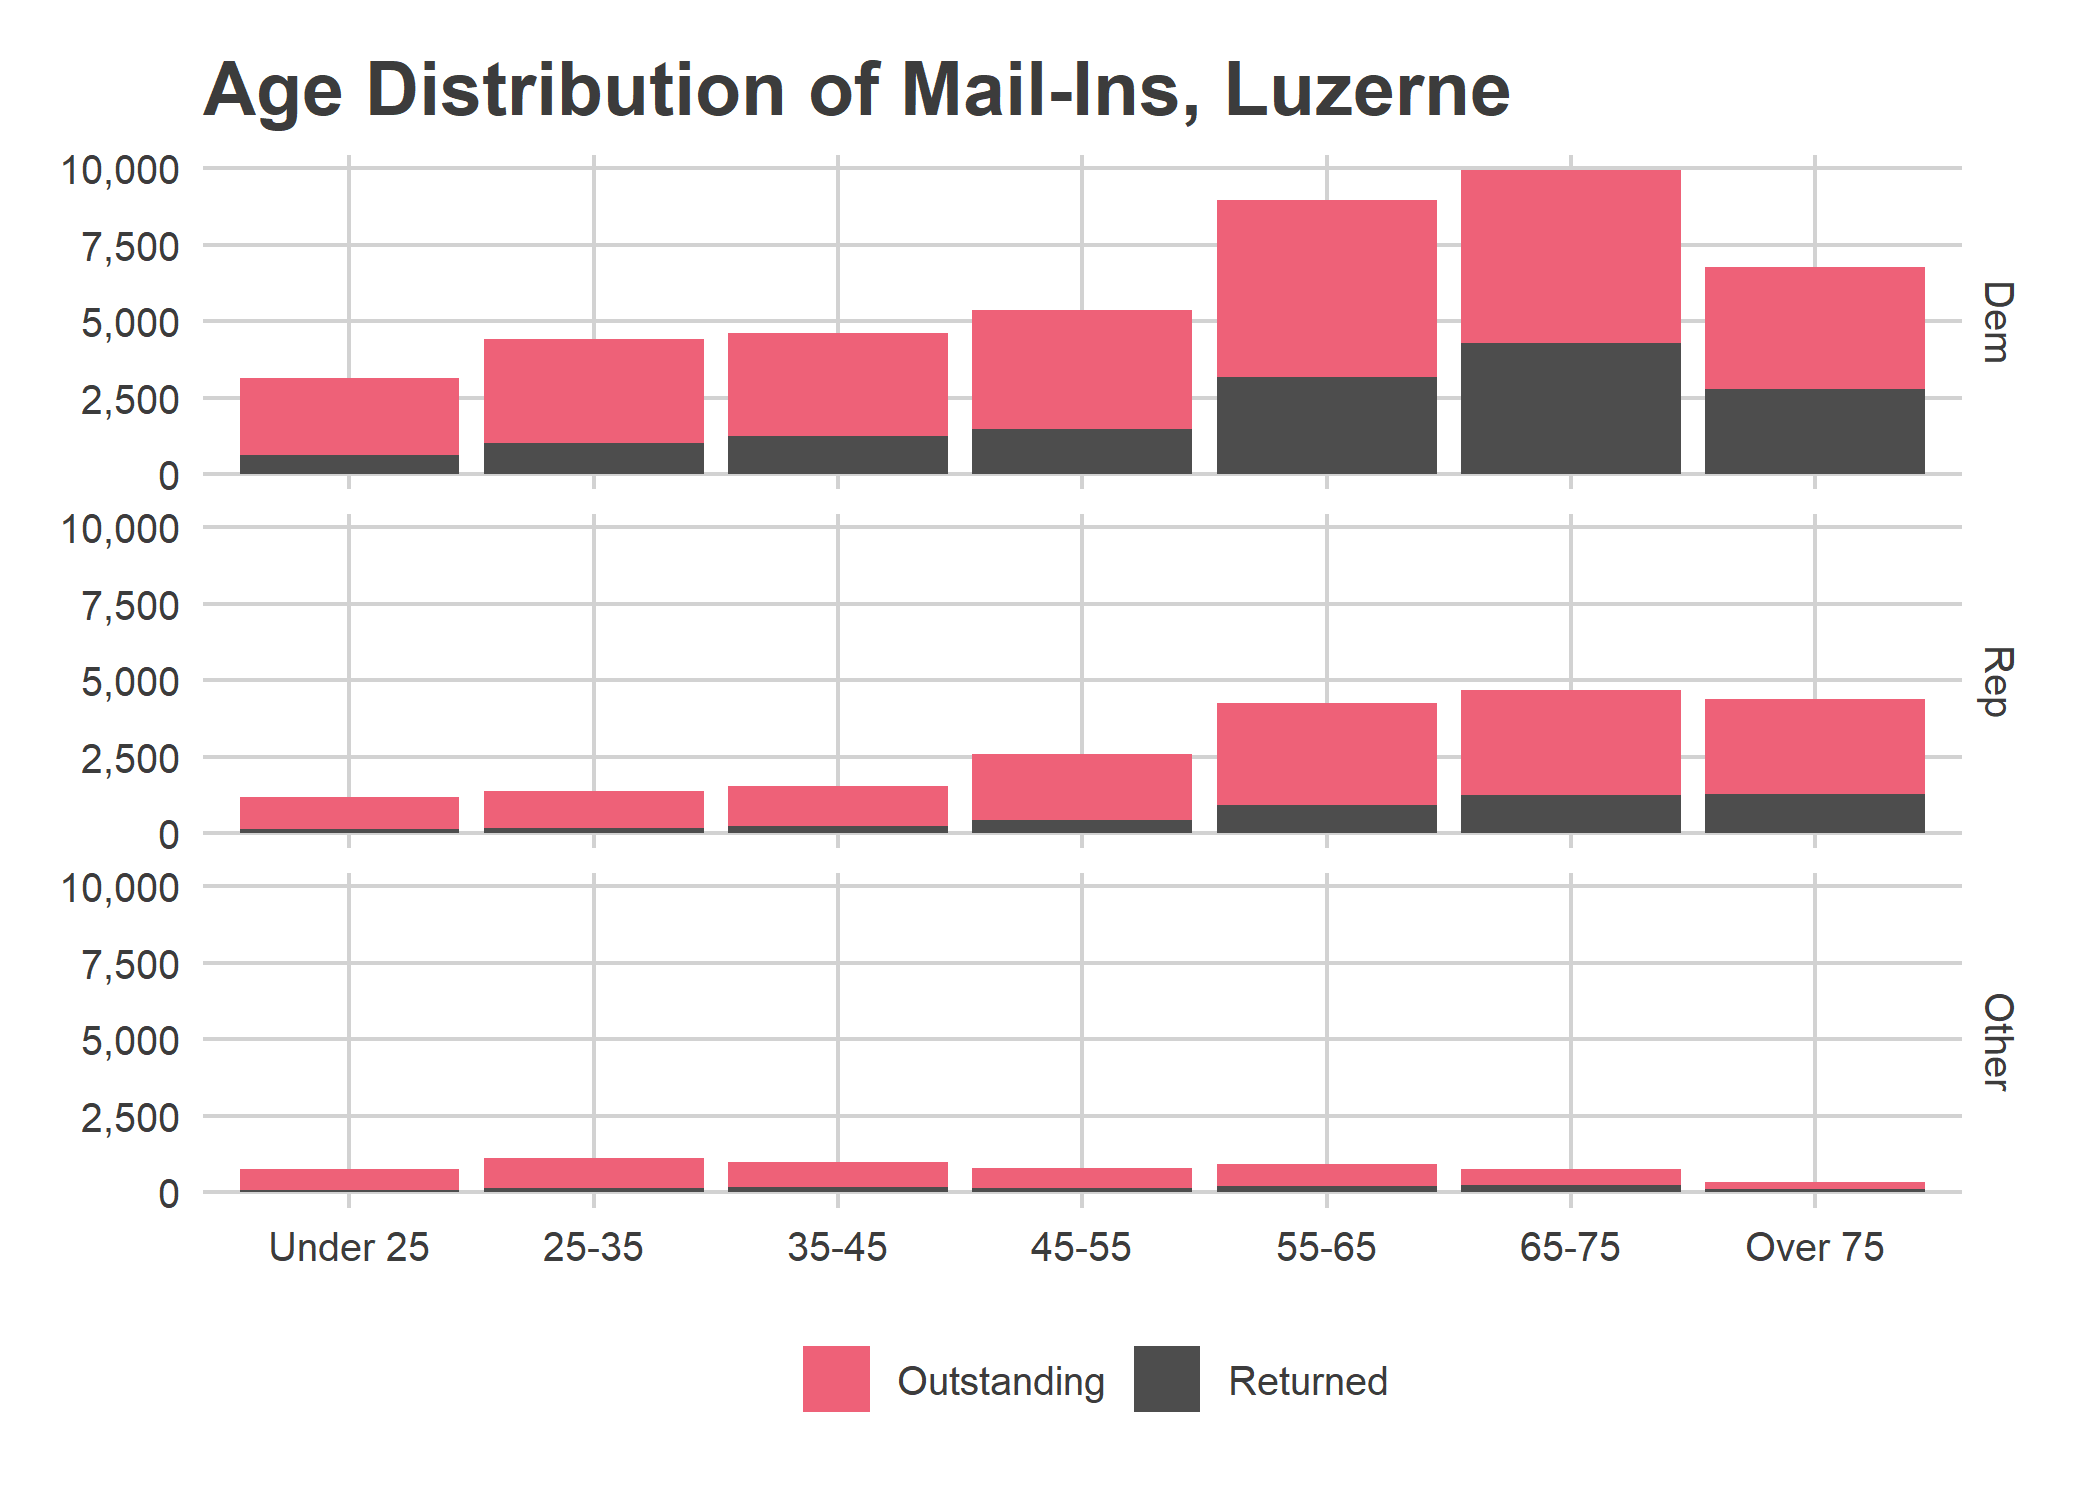 Age Distribution of Mail-Ins, Luzerne
10,000
7,500
5,000
2,500
0
Dem
10,000
7,500
5,000
2,500
0
Rep
10,000
7,500
5,000
2,500
0
Other
Under 25 25-35 35-45 45-55 55-65 65-75 Over 75
Outstanding Returned